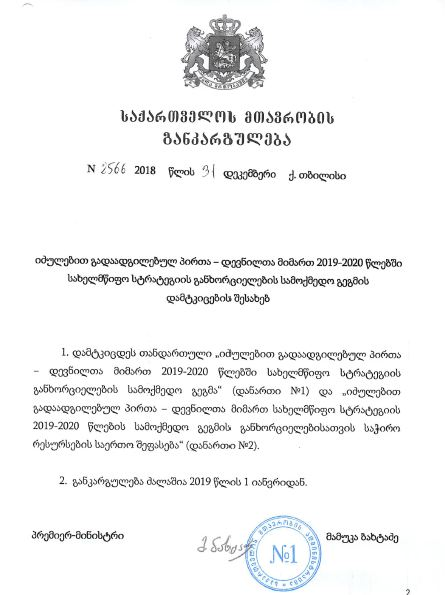 საქართველოს მთავრობის
განკარგულება
N 2566 2018 წლის 31 დეკემბერი ქ. თბილისი
იძულებით გადაადგილებულ პირთა – დევნილთა მიმართ 2019-2020 წლებში
სახელმწიფო სტრატეგიის განხორციელების სამოქმედო გეგმის
დამტკიცების შესახებ
1. დამტკიცდეს თანდართული „იძულებით გადაადგილებულ პირთა
– დევნილთა მიმართ 2019-2020 წლებში სახელმწიფო სტრატეგიის
განხორციელების სამოქმედო გეგმა“ (დანართი №1) და „იძულებით
გადაადგილებულ პირთა – დევნილთა მიმართ სახელმწიფო სტრატეგიის
2019-2020 წლების სამოქმედო გეგმის განხორციელებისათვის საჭირო
რესურსების საერთო შეფასება“ (დანართი №2).
2. განკარგულება ძალაშია 2019 წლის 1 იანვრიდან.
პრემიერ-მინისტრი
მამუკა ბახტაძე
№1
2